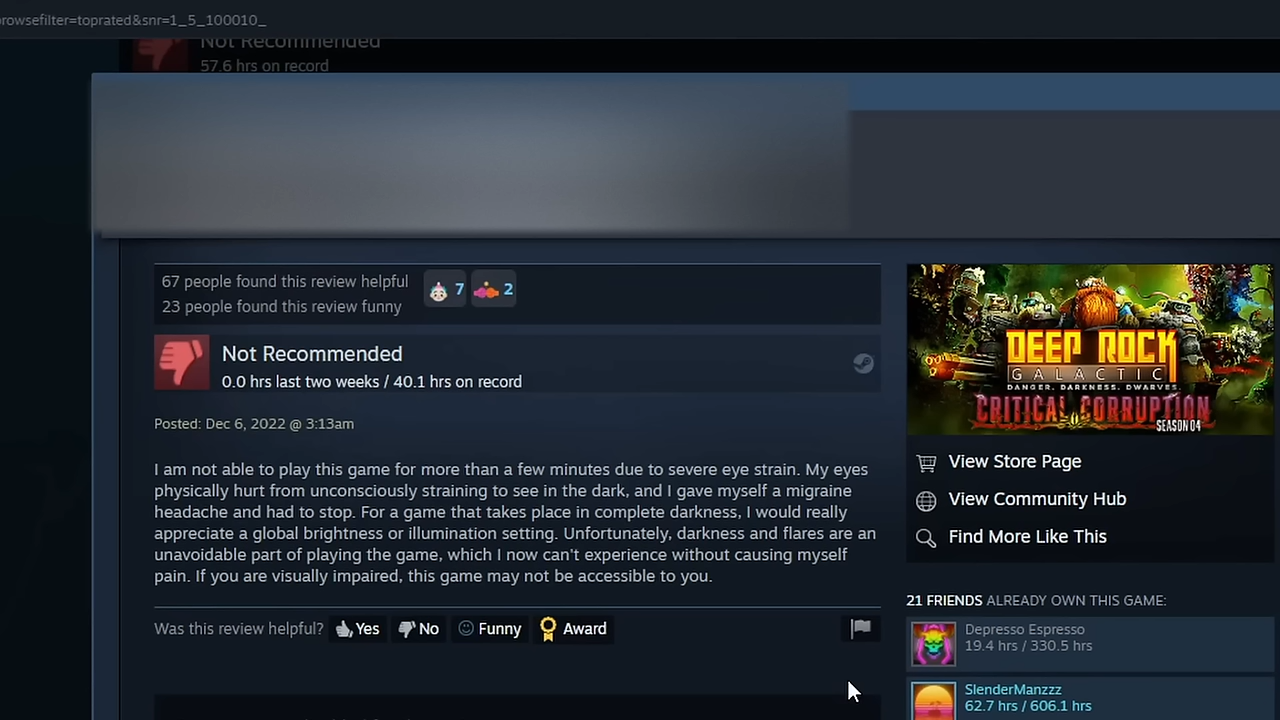 rowsefilter=toprated&snr=1_5_100010_
Not Recommended
57.6 hrs on record
67 people found this review helpful
7
2
23 people found this review funny
Not Recommended
0.0 hrs last two weeks / 40.1 hrs on record
Posted: Dec 6, 2022 @ 3:13am
I am not able to play this game for more than a few minutes due to severe eye strain. My eyes
physically hurt from unconsciously straining to see in the dark, and I gave myself a migraine
headache and had to stop. For a game that takes place in complete darkness, I would really
appreciate a global brightness or illumination setting. Unfortunately, darkness and flares are an
unavoidable part of playing the game, which I now can't experience without causing myself
pain. If you are visually impaired, this game may not be accessible to you.
Was this review helpful? Yes No Funny Award
DEEP ROCK
GALACTIC
DANGER. DARKNESS. DWARVES.
CRITICAL CORRUPTION
SEASON 04
View Store Page
View Community Hub
Find More Like This
21 FRIENDS ALREADY OWN THIS GAME:
Depresso Espresso
19.4 hrs / 330.5 hrs
SlenderManzzz
62.7 hrs / 606.1 hrs